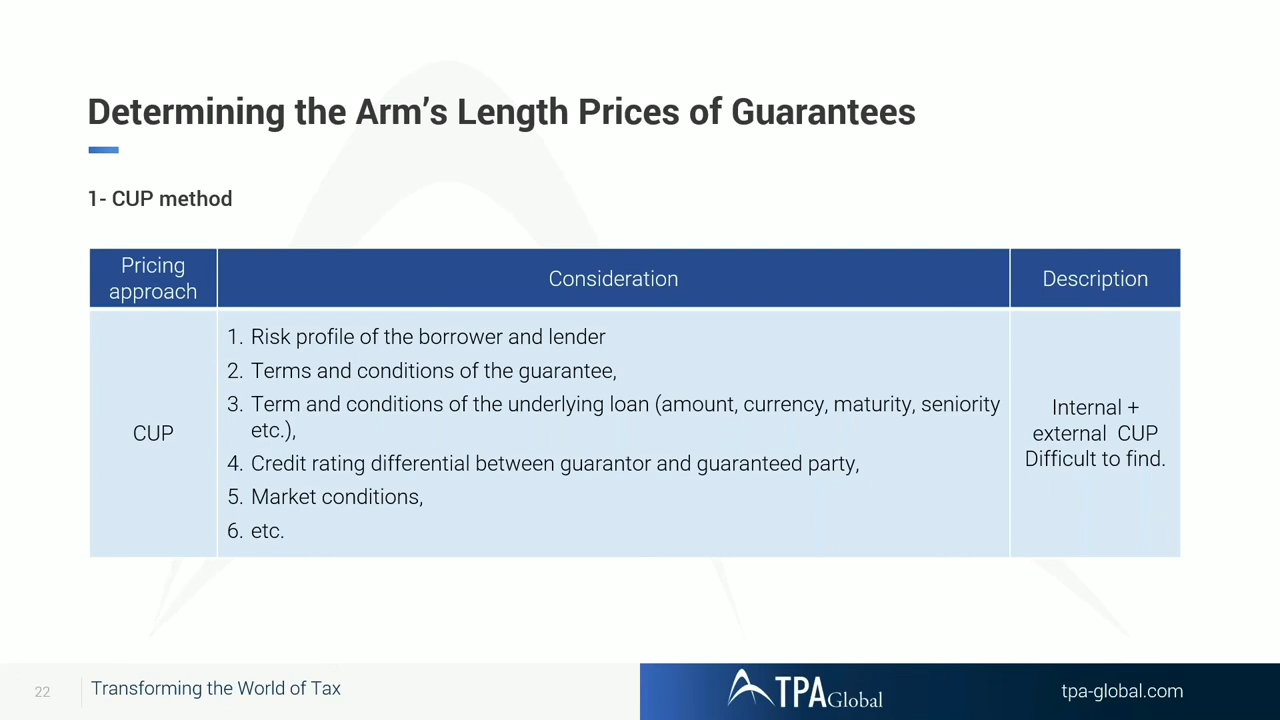 Determining the Arm’s Length Prices of Guarantees
1- CUP method
Pricing
approach
Consideration
Description
CUP
1. Risk profile of the borrower and lender
2. Terms and conditions of the guarantee,
3. Term and conditions of the underlying loan (amount, currency, maturity, seniority
etc.),
4. Credit rating differential between guarantor and guaranteed party,
5. Market conditions,
6. etc.
Internal +
external CUP
Difficult to find.
22
Transforming the World of Tax
TPA Global
tpa-global.com